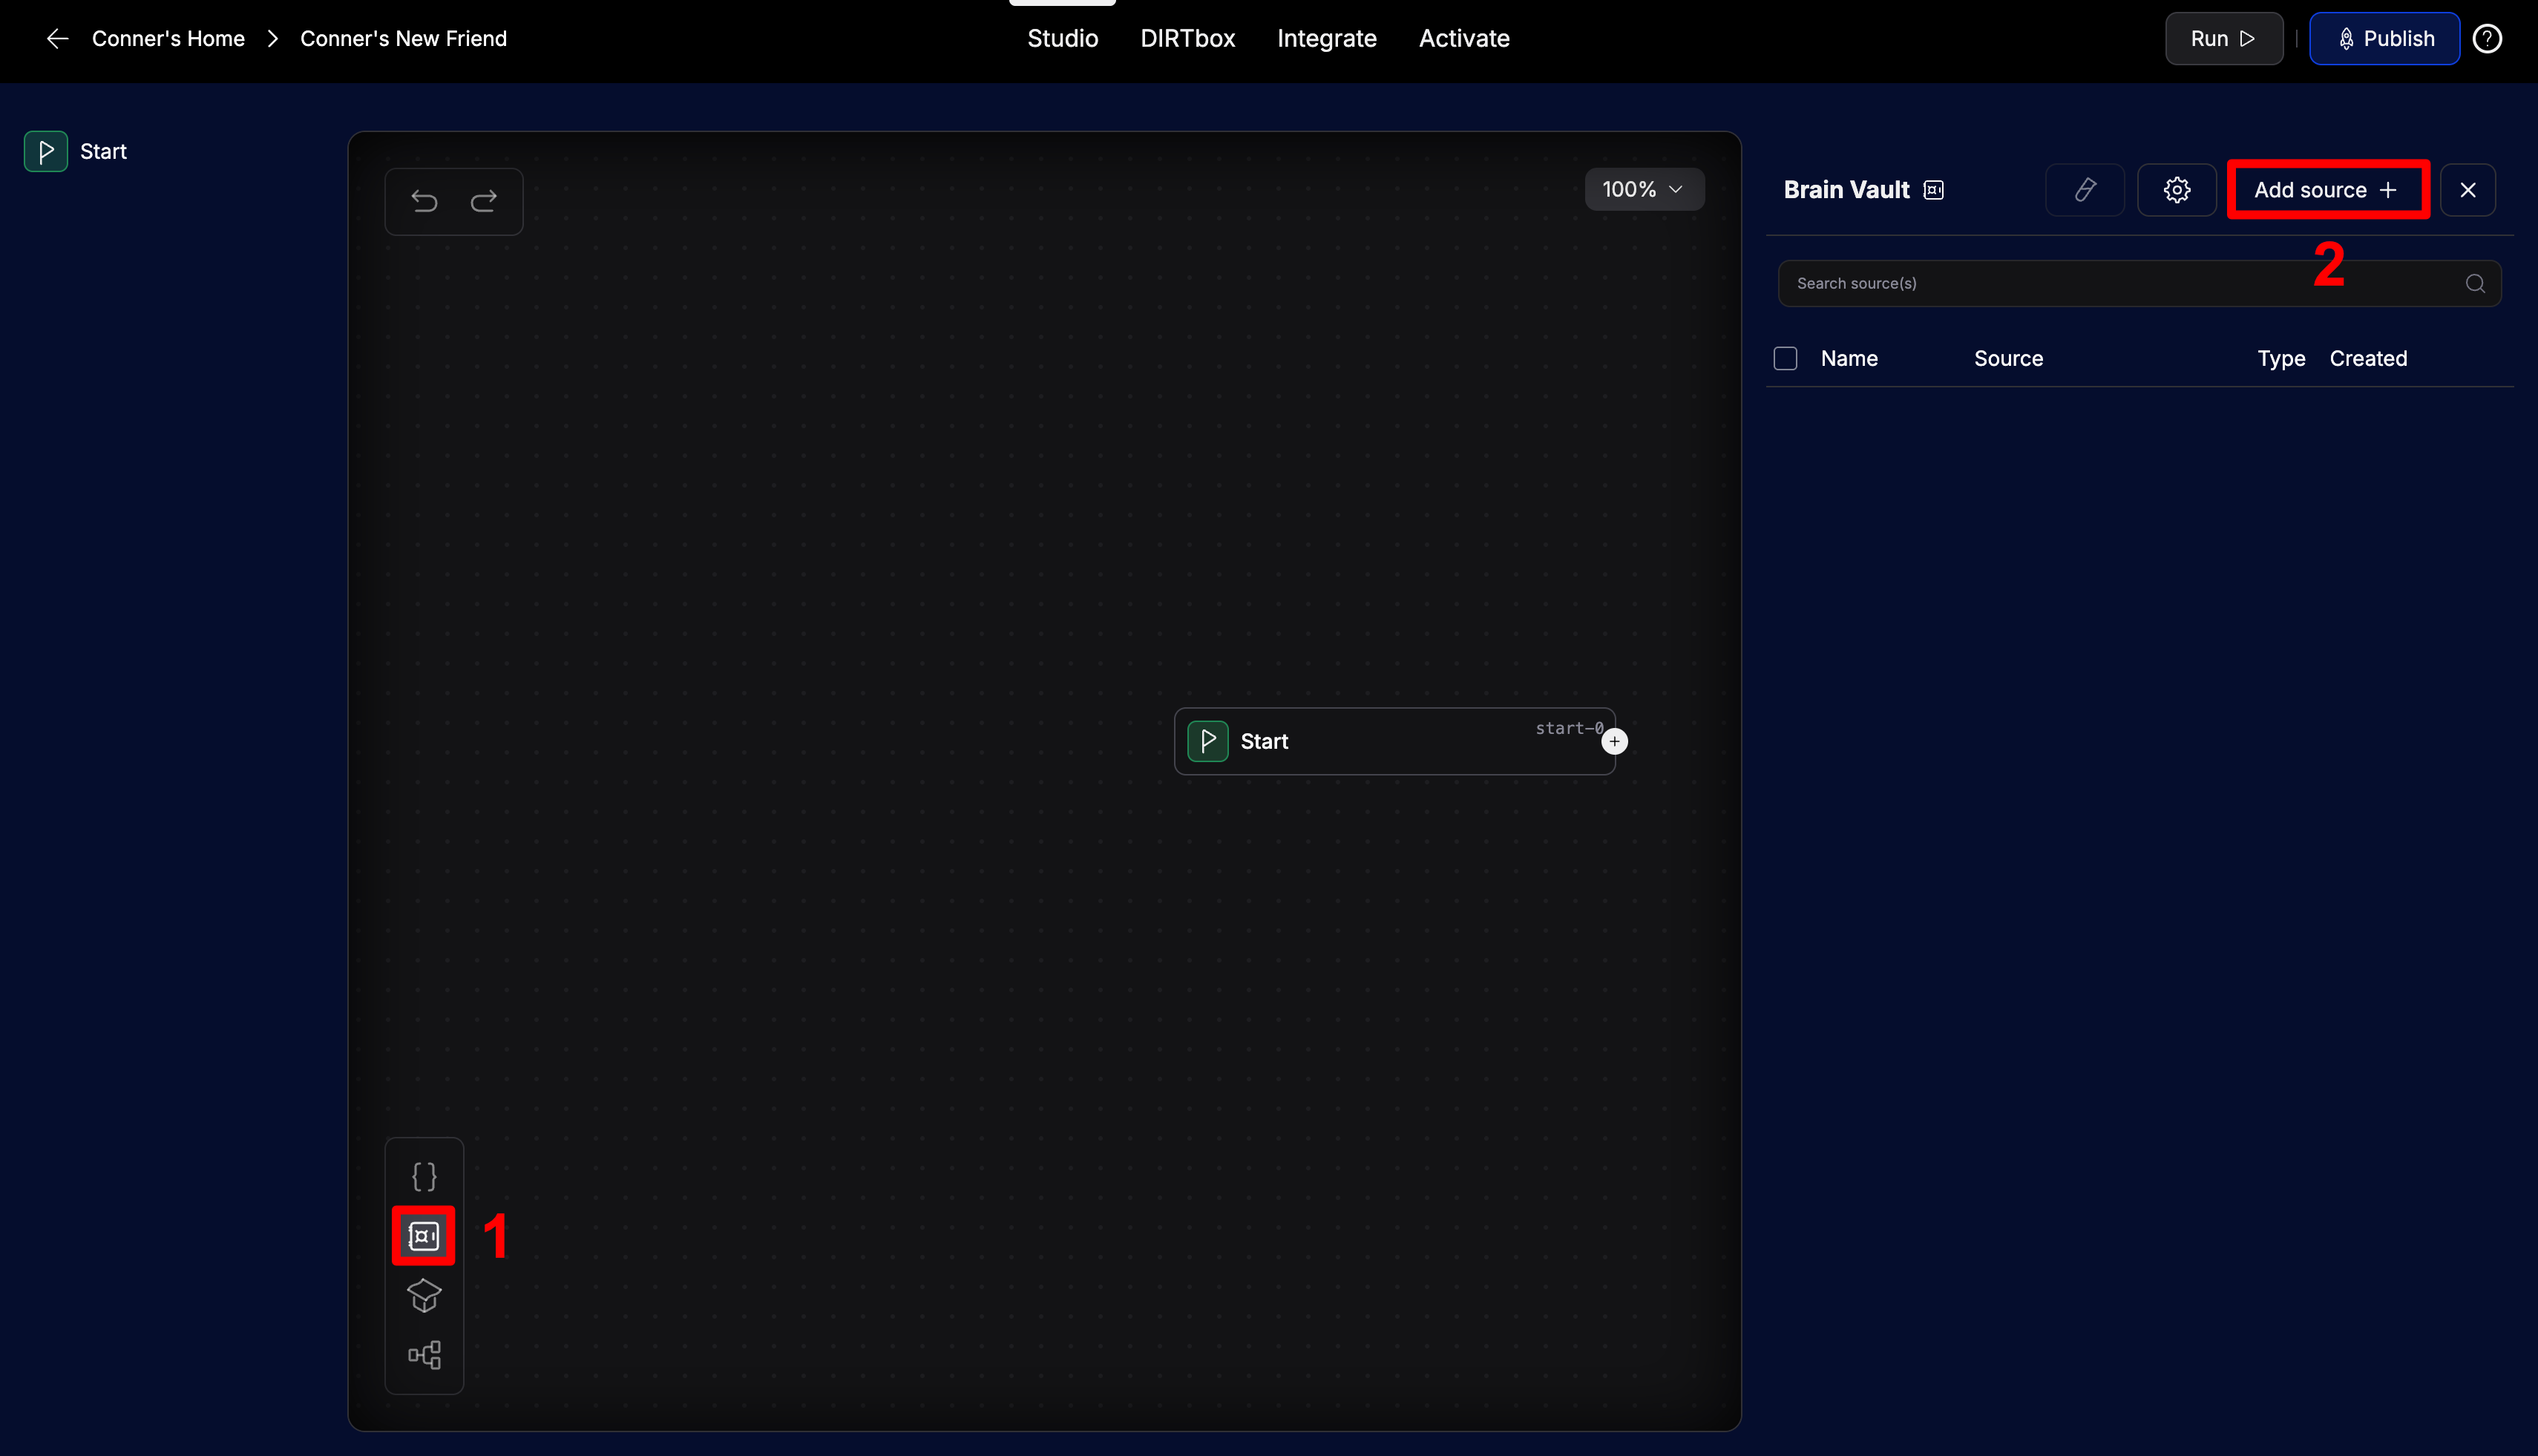 Conner's Home > Conner's New Friend
Studio DIRTbox Integrate Activate
Run Publish
Start
100%
Brain Vault Add source +
2
Search source(s)
Name Source Type Created
start-0
Start
{}
1